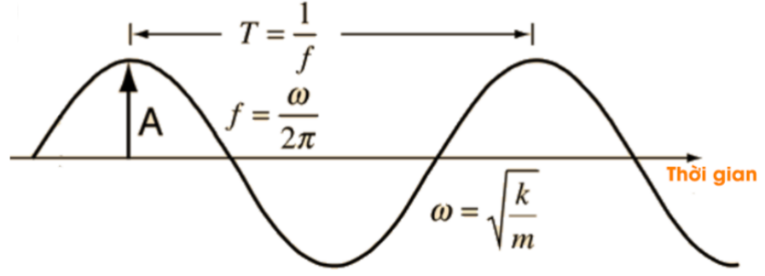 T = 1/f
A
f = ω/2π
Thời gian
ω = √(k/m)